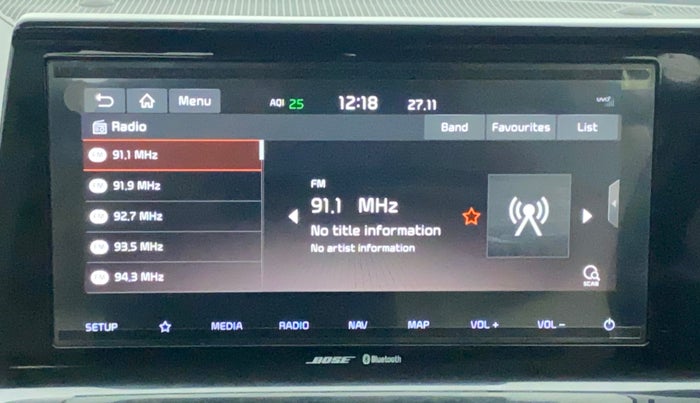 Menu AQI 25 12:18 27.11 UVO
Radio Band Favourites List
91.1 MHz
91.9 MHz
92.7 MHz
93.5 MHz
94.3 MHz
FM
91.1 MHz
No title information
No artist information
SCAN
SETUP MEDIA RADIO NAV MAP VOL + VOL –
BOSE Bluetooth